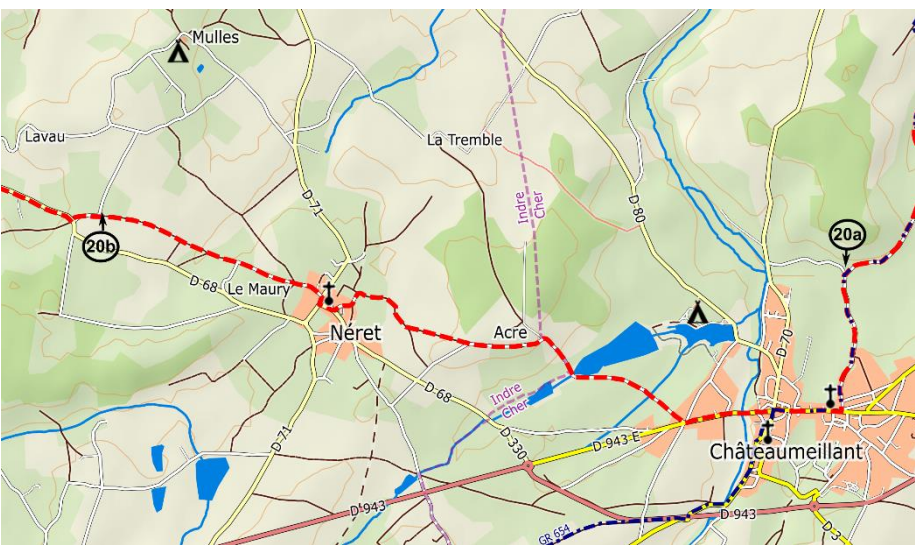 Mulles
Lavau
La Tremble
D-71
Indre
Cher
D-80
20a
20b
D-68
Le Maury
Néret
Acre
D-70
Indre
Cher
D-68
D-71
D-330
D 943 E
Châteaumeillant
D 943
D 943
GR 654
D 3